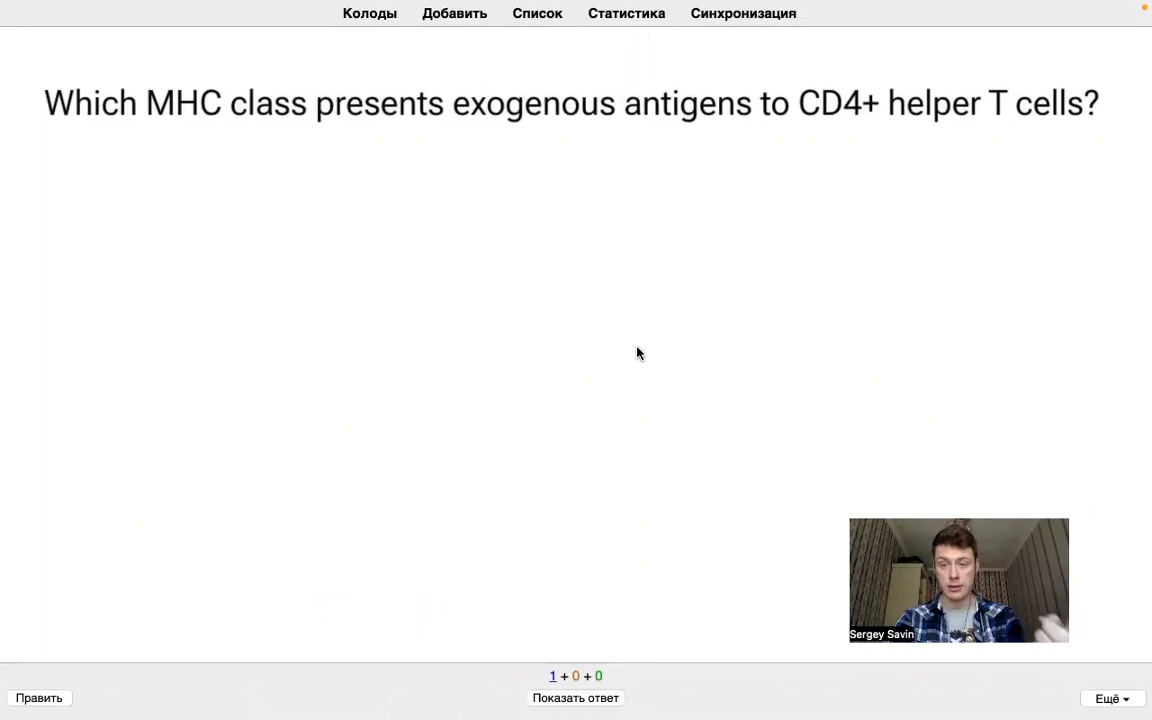 Колоды Добавить Список Статистика Синхронизация
Which MHC class presents exogenous antigens to CD4+ helper T cells?
Sergey Savin
1 + 0 + 0
Править Показать ответ Ещё